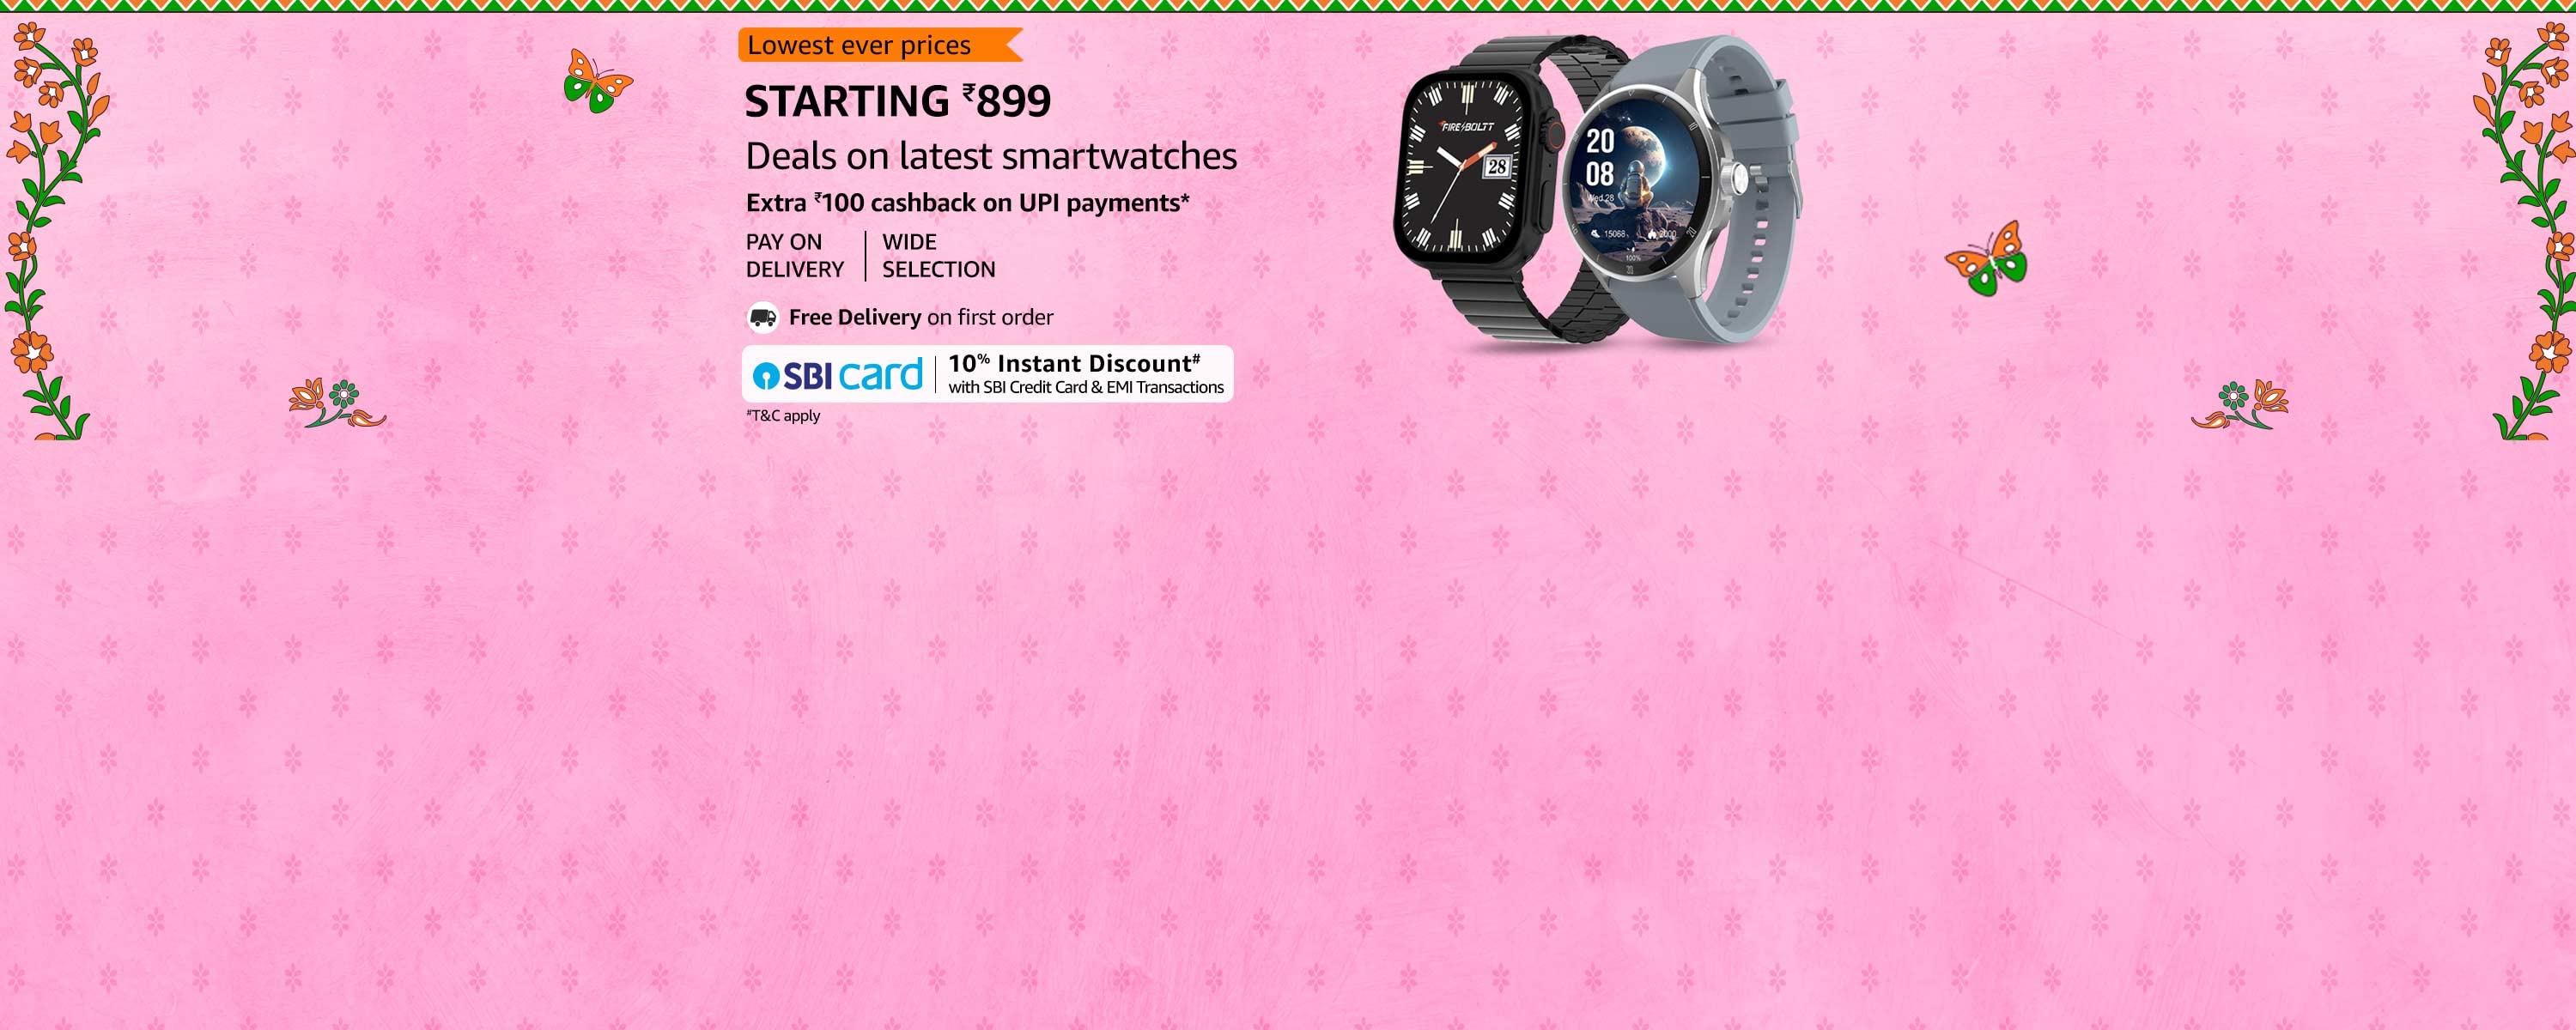 Lowest ever prices
STARTING ₹899
Deals on latest smartwatches
Extra ₹100 cashback on UPI payments*
PAY ON DELIVERY
WIDE SELECTION
Free Delivery on first order
SBI card
10% Instant Discount#
with SBI Credit Card & EMI Transactions
#T&C apply
FIRE-BOLTT
28
20
08
Wed 28
15068
100%